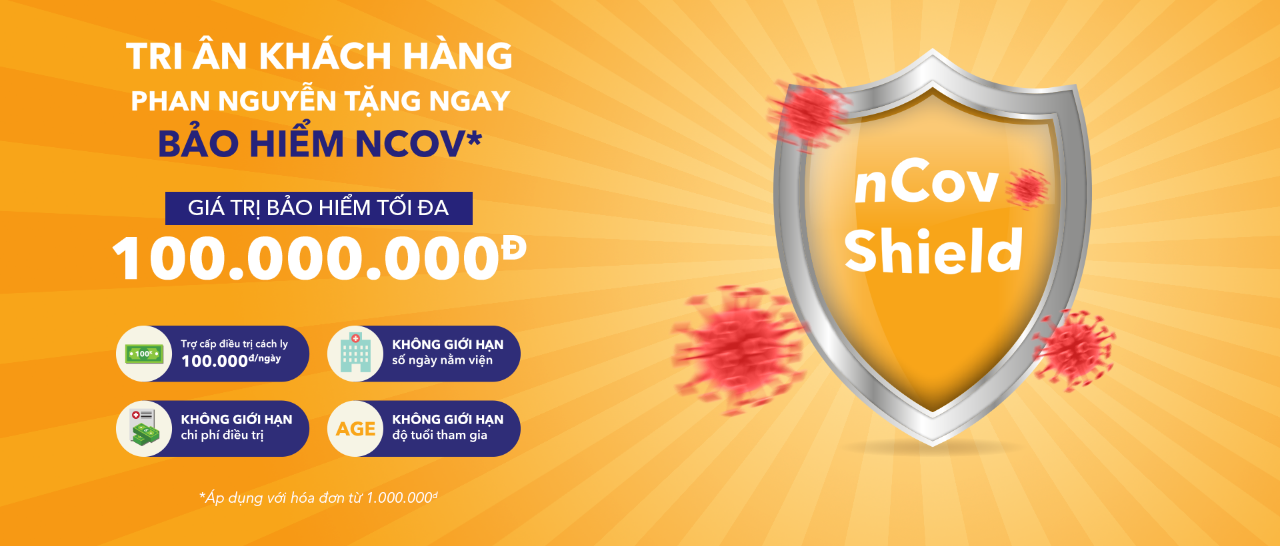 TRI ÂN KHÁCH HÀNG
PHAN NGUYỄN TẶNG NGAY
BẢO HIỂM NCOV*
GIÁ TRỊ BẢO HIỂM TỐI ĐA
100.000.000Đ
100K
Trợ cấp điều trị cách ly
100.000đ/ngày
KHÔNG GIỚI HẠN
số ngày nằm viện
KHÔNG GIỚI HẠN
chi phí điều trị
AGE
KHÔNG GIỚI HẠN
độ tuổi tham gia
*Áp dụng với hóa đơn từ 1.000.000đ
nCov
Shield